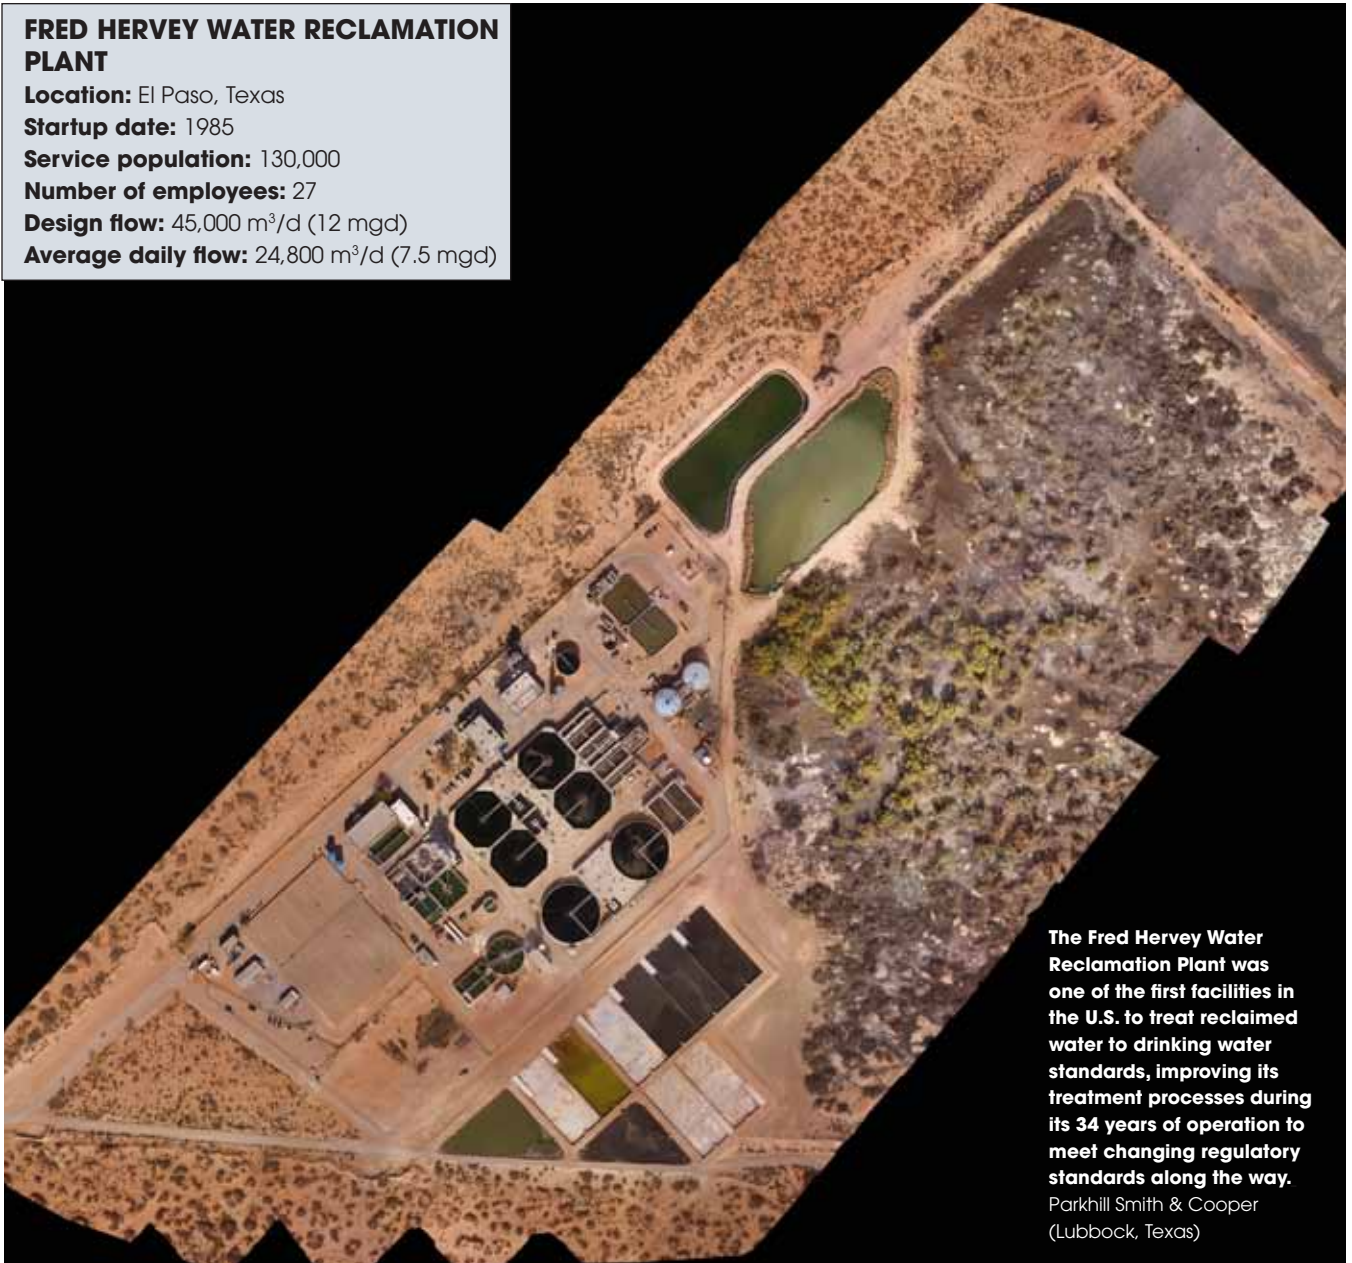 FRED HERVEY WATER RECLAMATION
PLANT
Location: El Paso, Texas
Startup date: 1985
Service population: 130,000
Number of employees: 27
Design flow: 45,000 m³/d (12 mgd)
Average daily flow: 24,800 m³/d (7.5 mgd)
The Fred Hervey Water
Reclamation Plant was
one of the first facilities in
the U.S. to treat reclaimed
water to drinking water
standards, improving its
treatment processes during
its 34 years of operation to
meet changing regulatory
standards along the way.
Parkhill Smith & Cooper
(Lubbock, Texas)